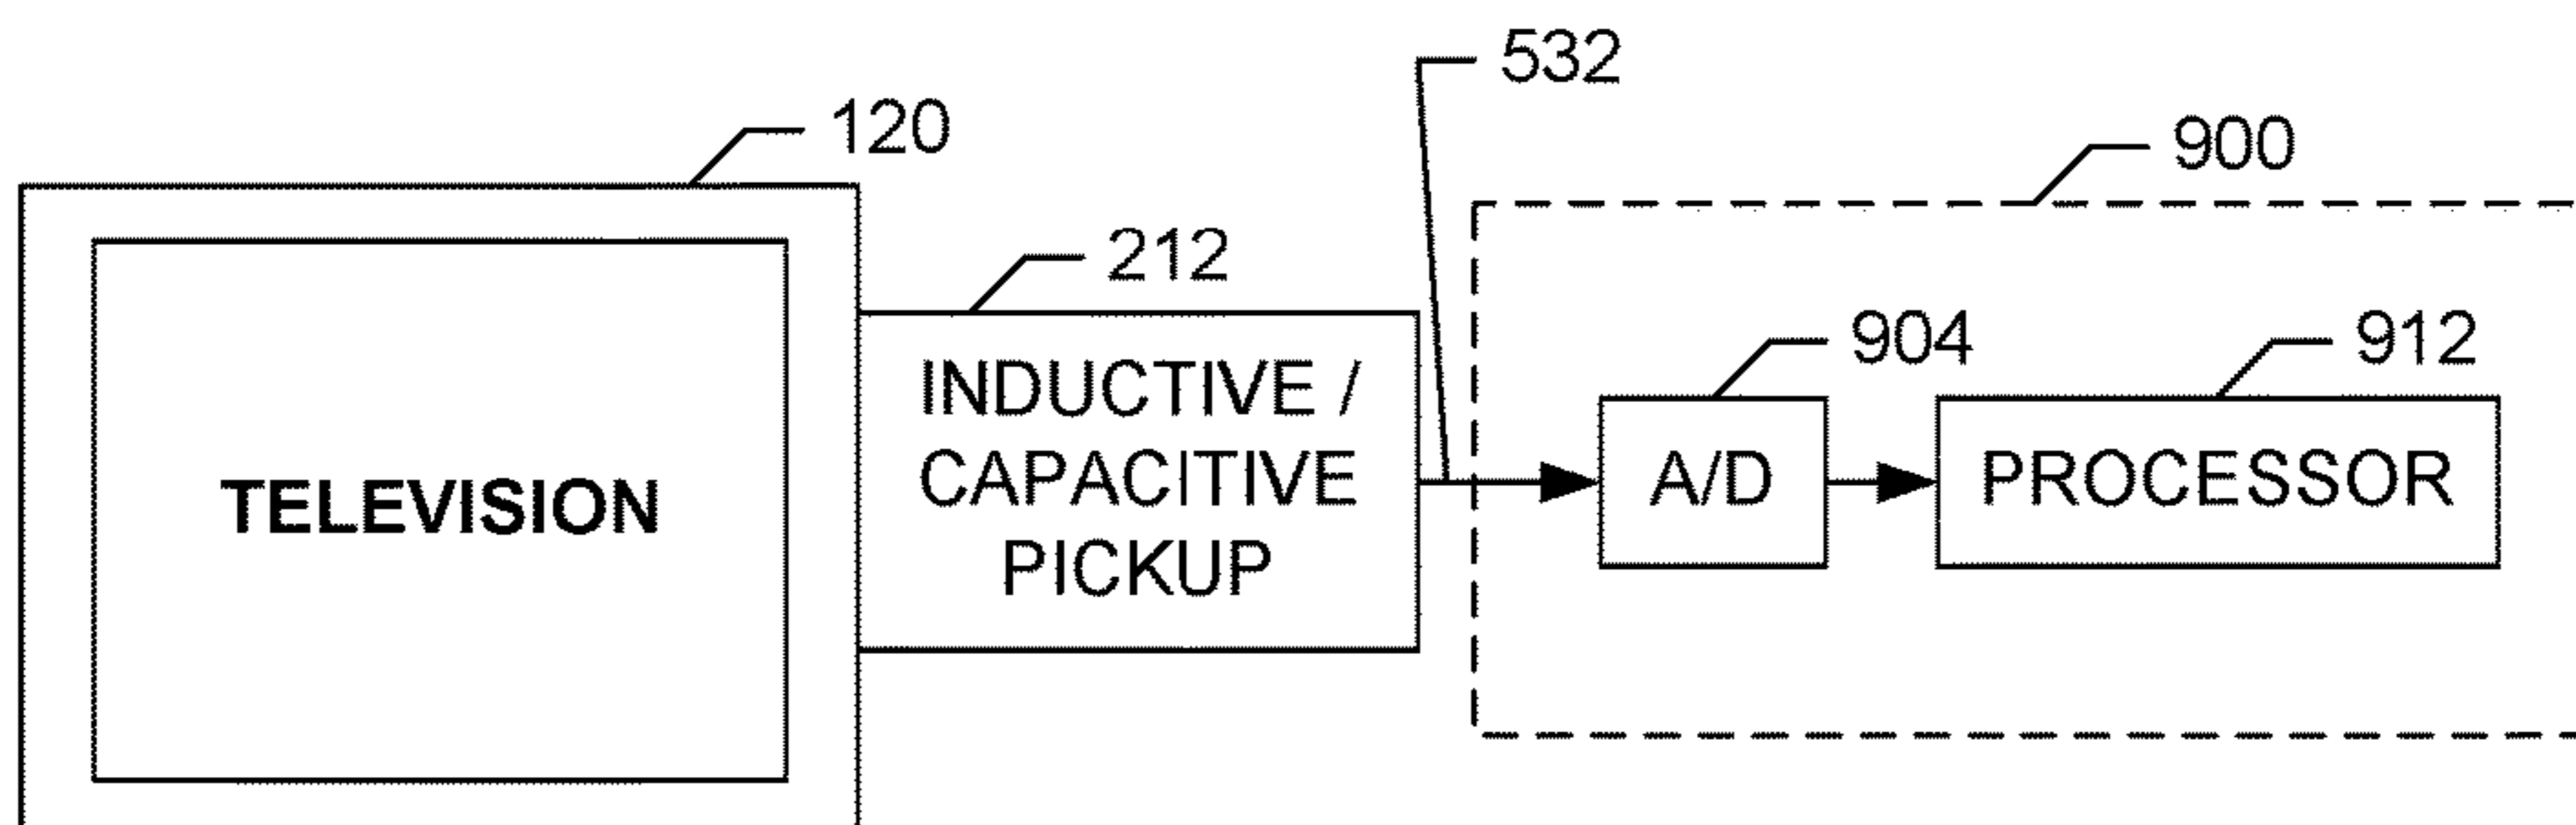 532
120
900
212
904
912
INDUCTIVE /
CAPACITIVE
PICKUP
TELEVISION
A/D
PROCESSOR